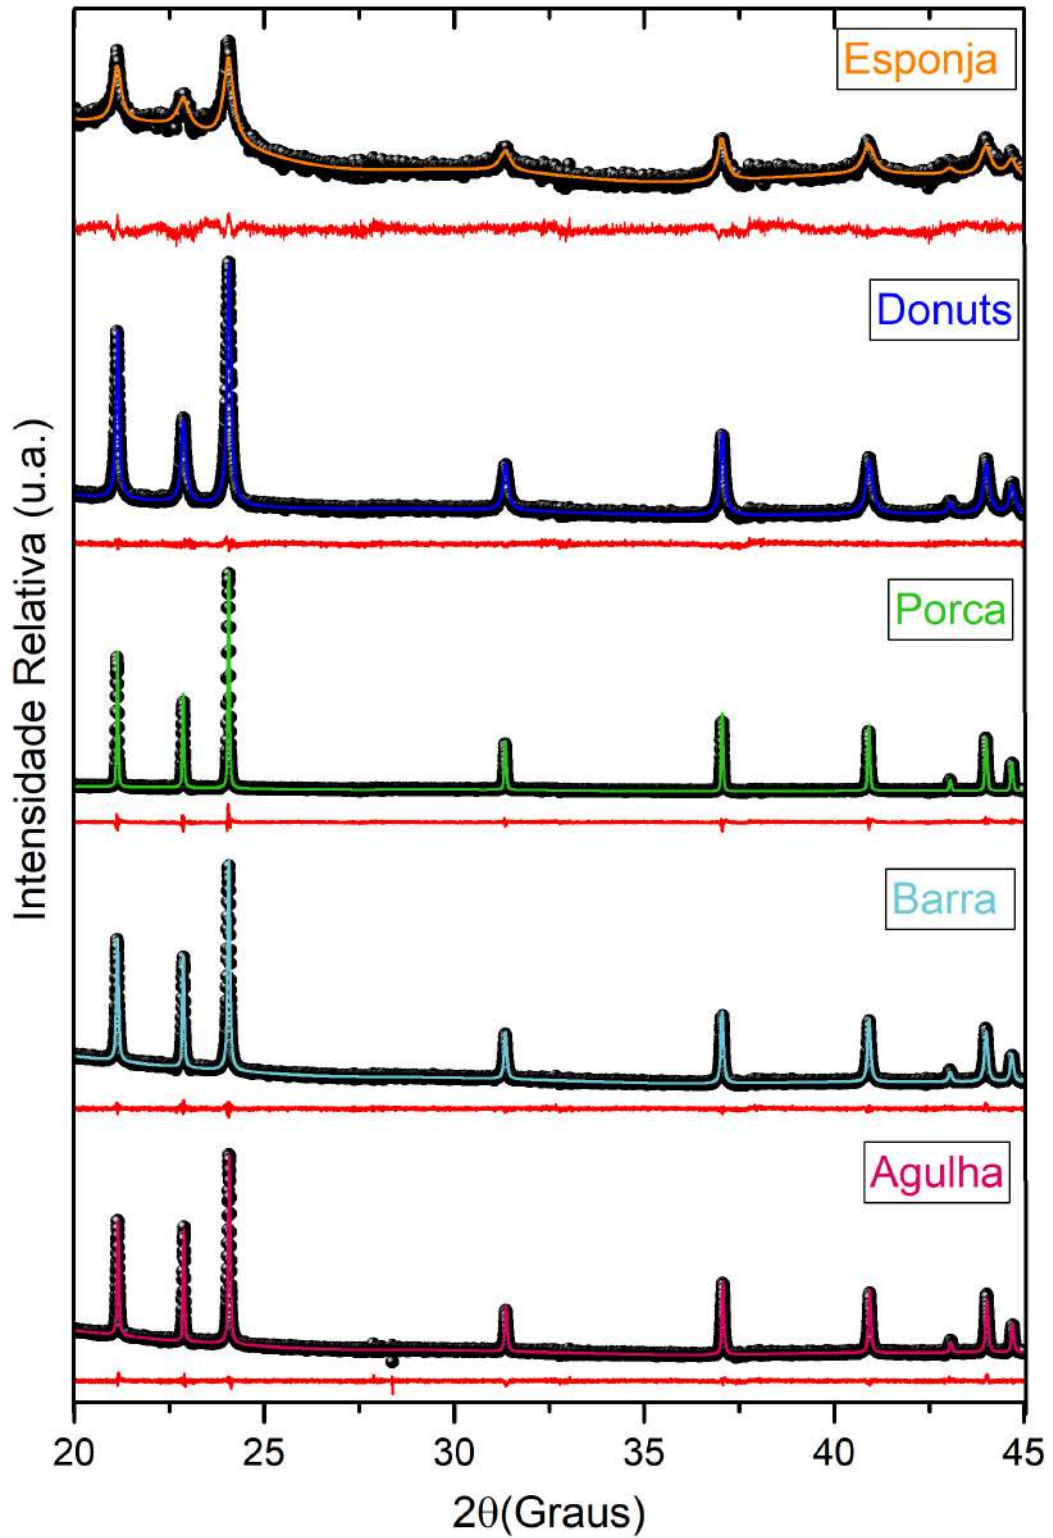 Esponja
Donuts
Porca
Barra
Agulha
Intensidade Relativa (u.a.)
20 25 30 35 40 45
2θ(Graus)